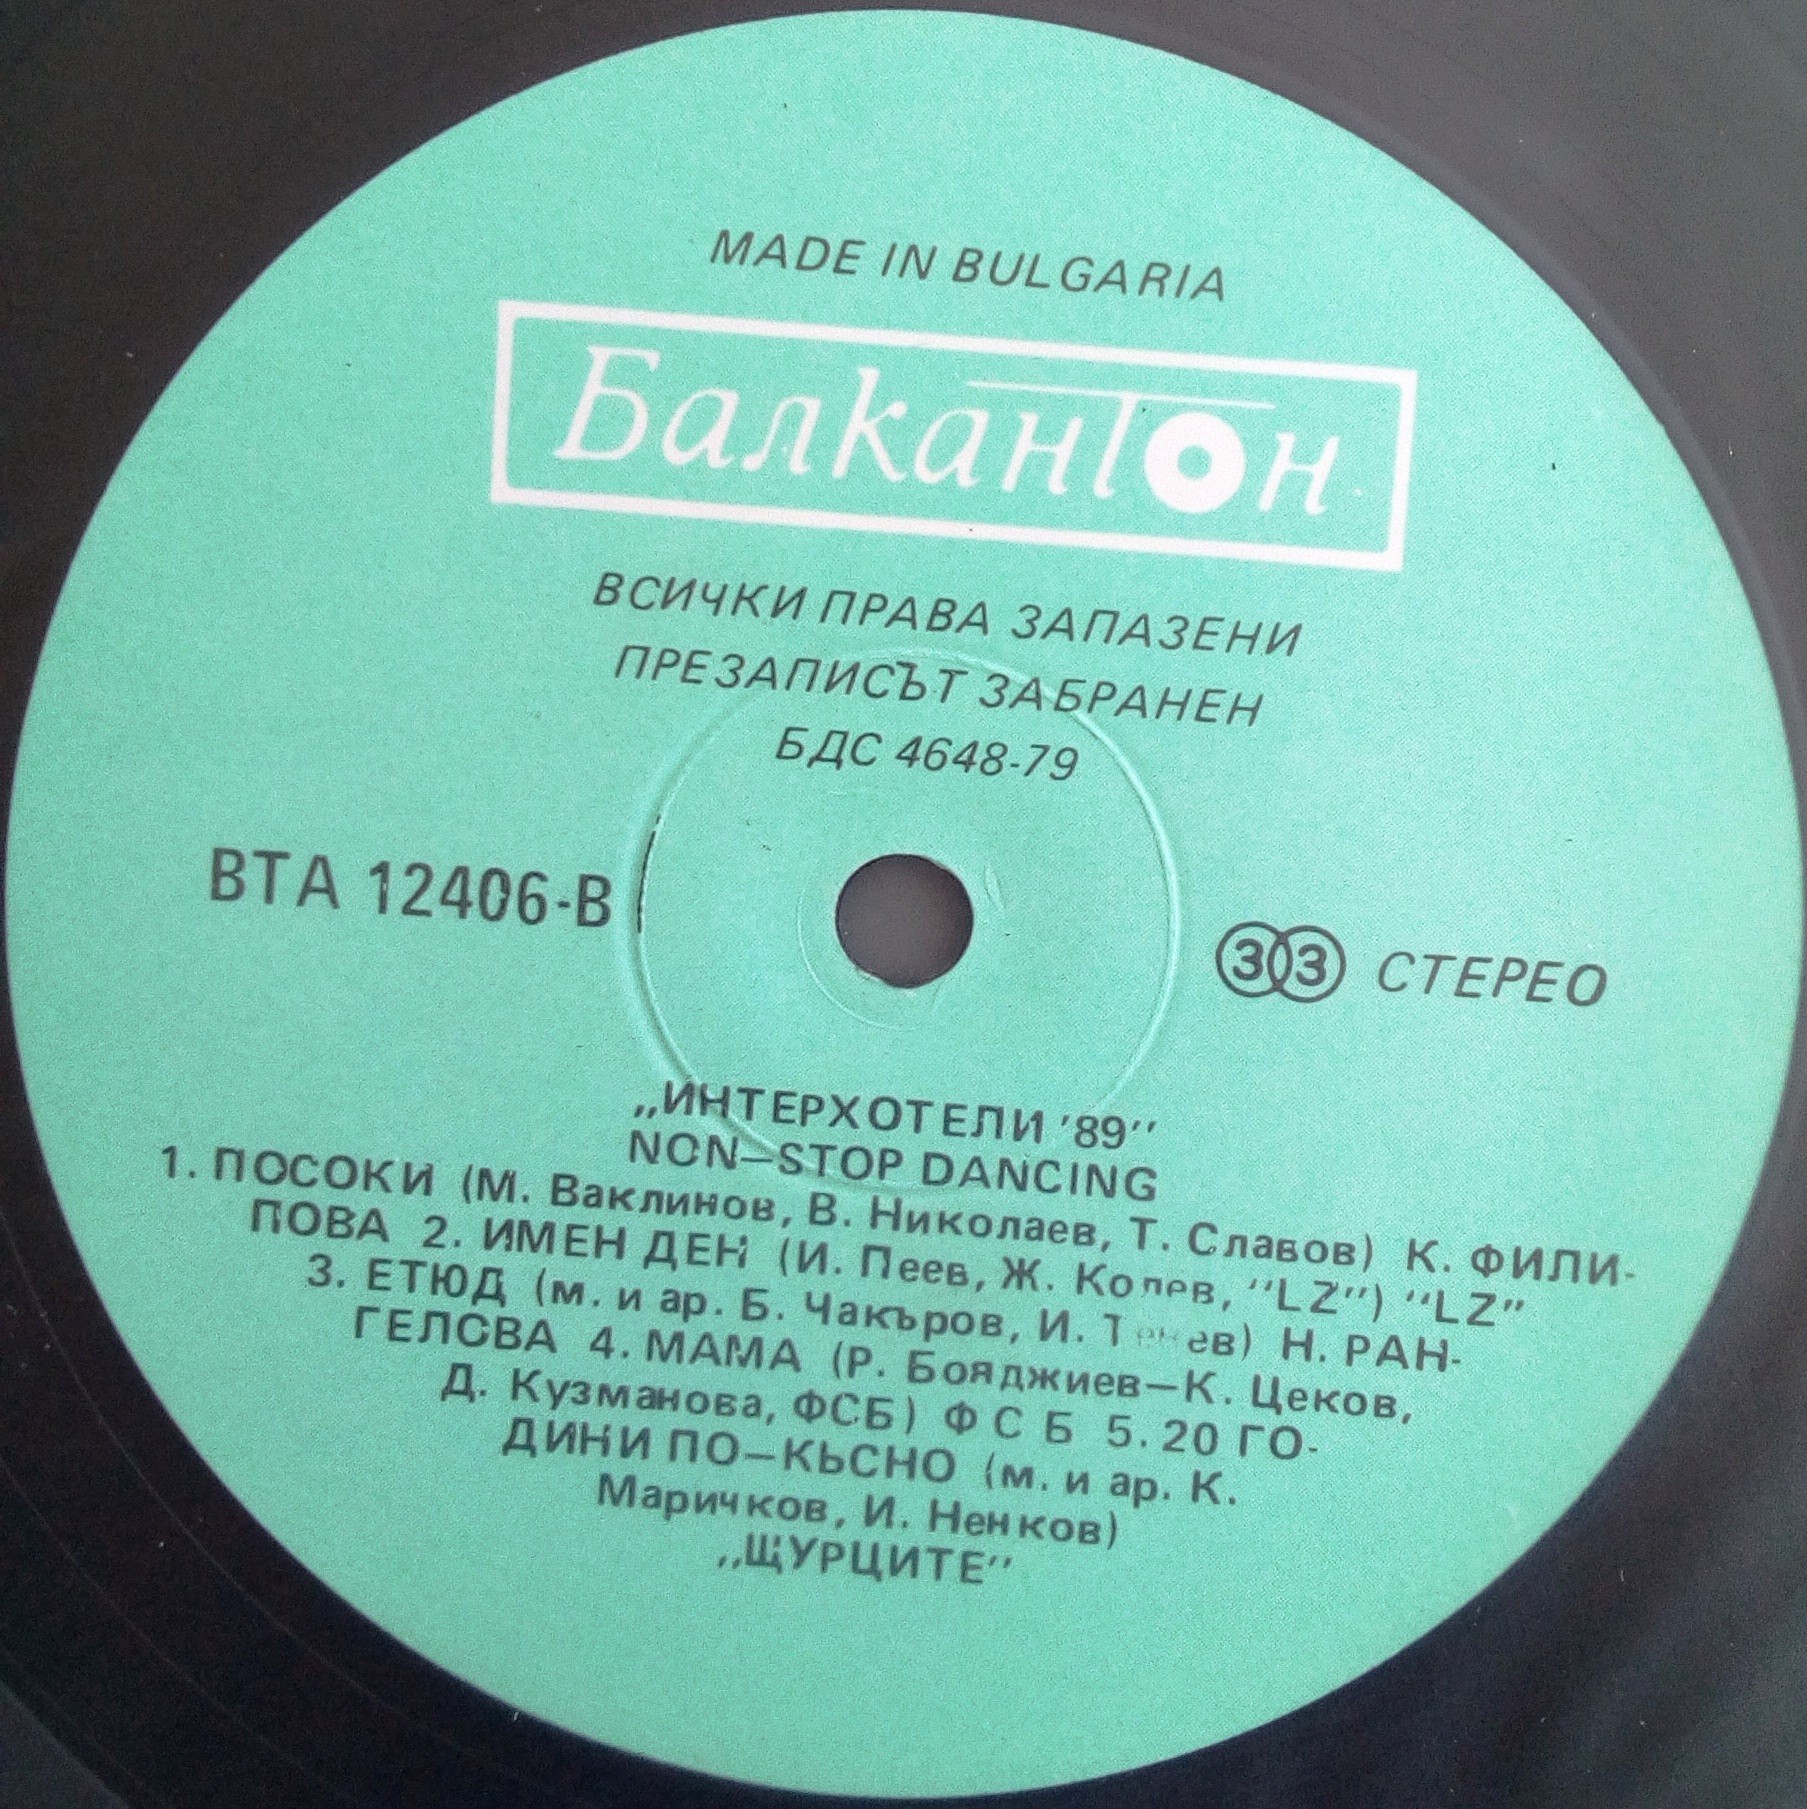 MADE IN BULGARIA
Балкантон
ВСИЧКИ ПРАВА ЗАПАЗЕНИ
ПРЕЗАПИСЪТ ЗАБРАНЕН
БДС 4648-79
ВТА 12406-В
33 СТЕРЕО
„ИНТЕРХОТЕЛИ '89"
NON–STOP DANCING
1. ПОСОКИ (М. Ваклинов, В. Николаев, Т. Славов) К. ФИЛИ-
ПОВА 2. ИМЕН ДЕН (И. Пеев, Ж. Колев, "LZ") "LZ"
3. ЕТЮД (м. и ар. Б. Чакъров, И. Н. РАН-
ГЕЛОВА 4. МАМА (Р. Бояджиев–К. Цеков,
Д. Кузманова, ФСБ) Ф С Б 5. 20 ГО-
ДИНИ ПО–КЬСНО (м. и ар. К.
Маричков, И. Ненков)
„ЩУРЦИТЕ"